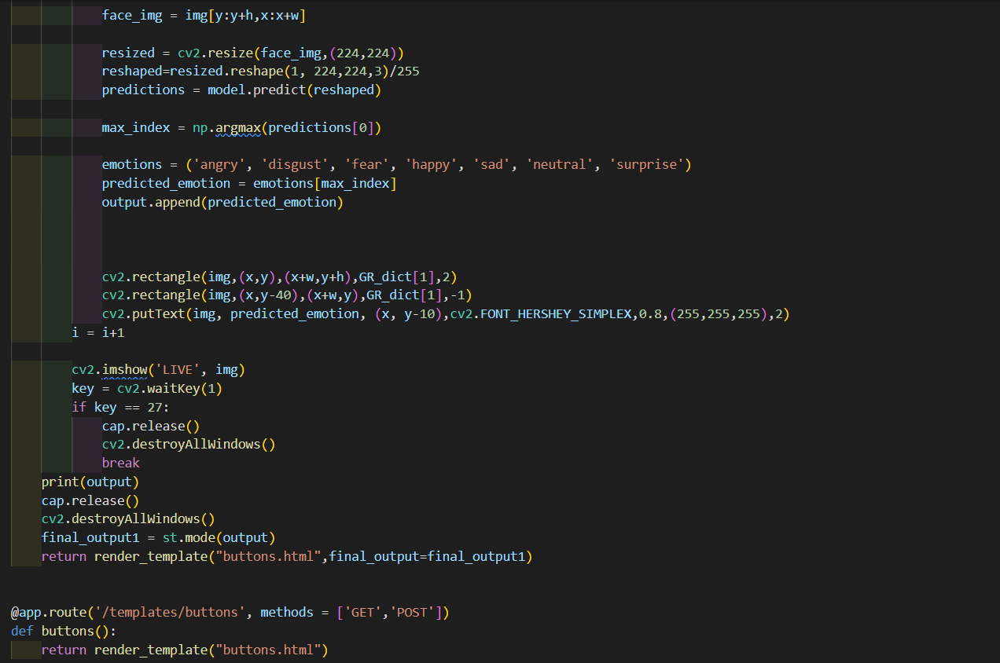 face_img = img[y:y+h,x:x+w]
resized = cv2.resize(face_img,(224,224))
reshaped=resized.reshape(1, 224,224,3)/255
predictions = model.predict(reshaped)
max_index = np.argmax(predictions[0])
emotions = ('angry', 'disgust', 'fear', 'happy', 'sad', 'neutral', 'surprise')
predicted_emotion = emotions[max_index]
output.append(predicted_emotion)
cv2.rectangle(img,(x,y),(x+w,y+h),GR_dict[1],2)
cv2.rectangle(img,(x,y-40),(x+w,y),GR_dict[1],-1)
cv2.putText(img, predicted_emotion, (x, y-10),cv2.FONT_HERSHEY_SIMPLEX,0.8,(255,255,255),2)
i = i+1
cv2.imshow('LIVE', img)
key = cv2.waitKey(1)
if key == 27:
cap.release()
cv2.destroyAllWindows()
break
print(output)
cap.release()
cv2.destroyAllWindows()
final_output1 = st.mode(output)
return render_template("buttons.html",final_output=final_output1)
@app.route('/templates/buttons', methods = ['GET','POST'])
def buttons():
return render_template("buttons.html")